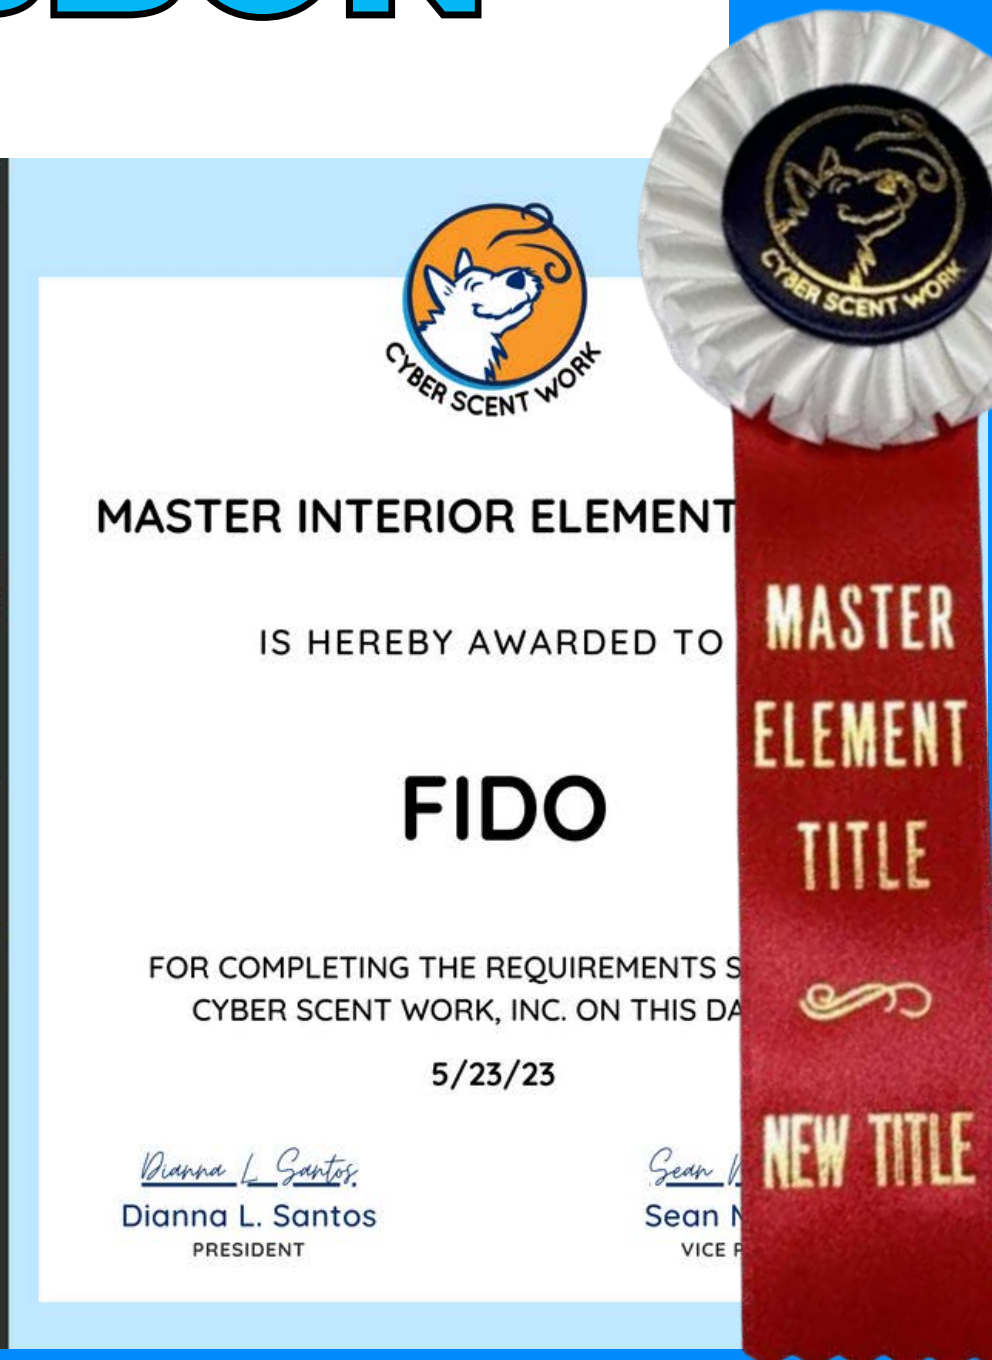 CYBER SCENT WORK
CYBER SCENT WORK
MASTER INTERIOR ELEMENT
IS HEREBY AWARDED TO
FIDO
FOR COMPLETING THE REQUIREMENTS
CYBER SCENT WORK, INC. ON THIS
5/23/23
Dianna L Santos
Sean
Dianna L. Santos
Sean
PRESIDENT
VICE
MASTER
ELEMENT
TITLE
NEW TITLE